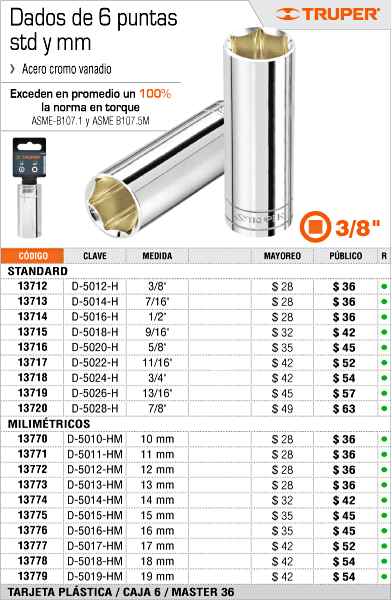 Dados de 6 puntas
std y mm
TRUPER®
❯ Acero cromo vanadio
Exceden en promedio un 100%
la norma en torque
ASME-B107.1 y ASME B107.5M
TRUPER
TRUPER
3/8"
CÓDIGO CLAVE MEDIDA MAYOREO PÚBLICO R
STANDARD
13712 D-5012-H 3/8" $ 28 $ 36
13713 D-5014-H 7/16" $ 28 $ 36
13714 D-5016-H 1/2" $ 28 $ 36
13715 D-5018-H 9/16" $ 32 $ 42
13716 D-5020-H 5/8" $ 35 $ 45
13717 D-5022-H 11/16" $ 42 $ 52
13718 D-5024-H 3/4" $ 42 $ 54
13719 D-5026-H 13/16" $ 45 $ 57
13720 D-5028-H 7/8" $ 49 $ 63
MILIMÉTRICOS
13770 D-5010-HM 10 mm $ 28 $ 36
13771 D-5011-HM 11 mm $ 28 $ 36
13772 D-5012-HM 12 mm $ 28 $ 36
13773 D-5013-HM 13 mm $ 28 $ 36
13774 D-5014-HM 14 mm $ 32 $ 42
13775 D-5015-HM 15 mm $ 35 $ 45
13776 D-5016-HM 16 mm $ 35 $ 45
13777 D-5017-HM 17 mm $ 42 $ 52
13778 D-5018-HM 18 mm $ 42 $ 54
13779 D-5019-HM 19 mm $ 42 $ 54
TARJETA PLÁSTICA / CAJA 6 / MASTER 36